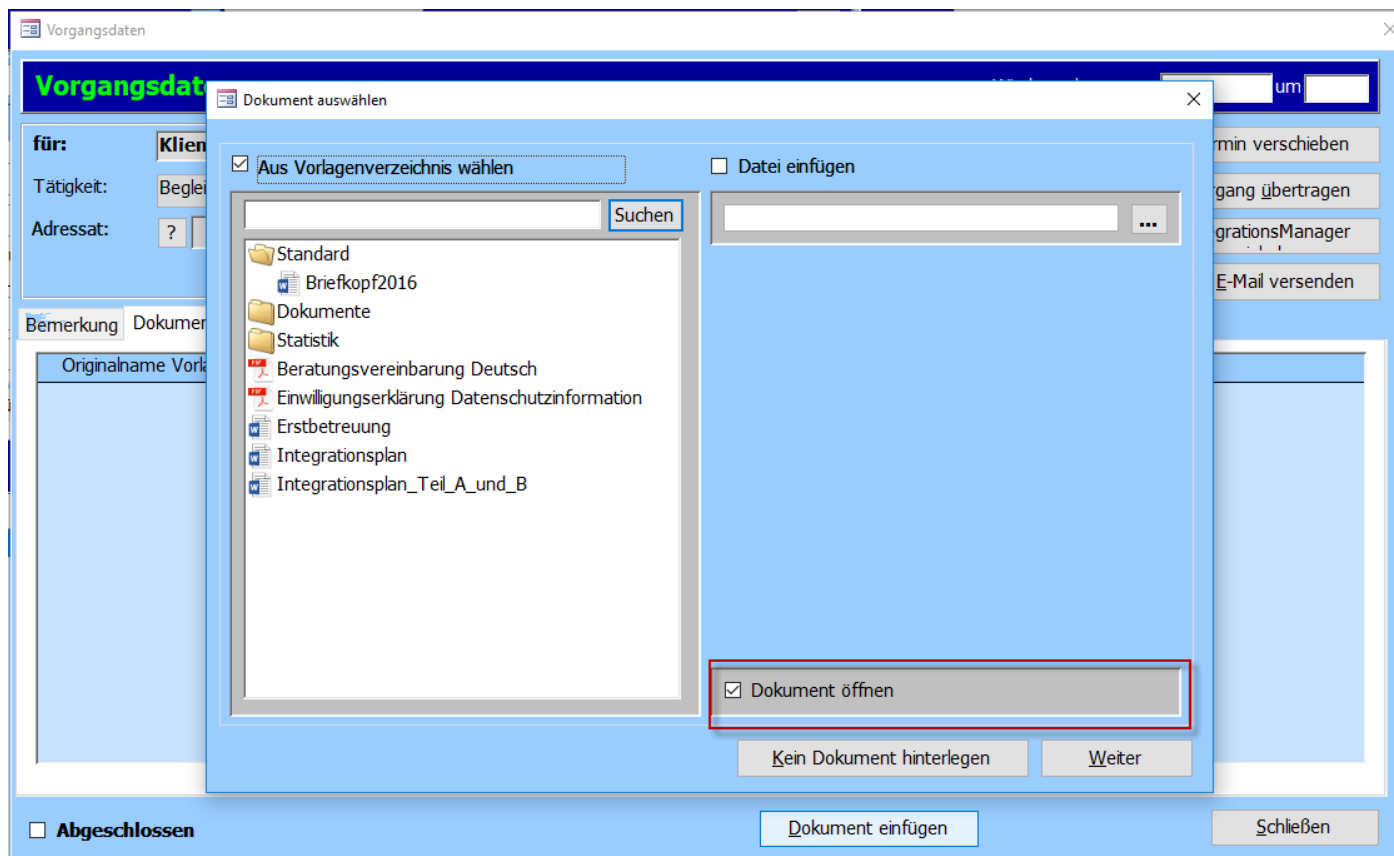 Vorgangsdaten
Vorgangsdat
um
Dokument auswählen
für:
Klien
Tätigkeit:
Beglei
Adressat:
?
rmin verschieben
gang übertragen
grationsManager
E-Mail versenden
Aus Vorlagenverzeichnis wählen
Datei einfügen
Suchen
...
Standard
Briefkopf2016
Dokumente
Statistik
Beratungsvereinbarung Deutsch
Einwilligungserklärung Datenschutzinformation
Erstbetreuung
Integrationsplan
Integrationsplan_Teil_A_und_B
Bemerkung
Dokumen
Originalname Vorla
Dokument öffnen
Kein Dokument hinterlegen
Weiter
Abgeschlossen
Dokument einfügen
Schließen